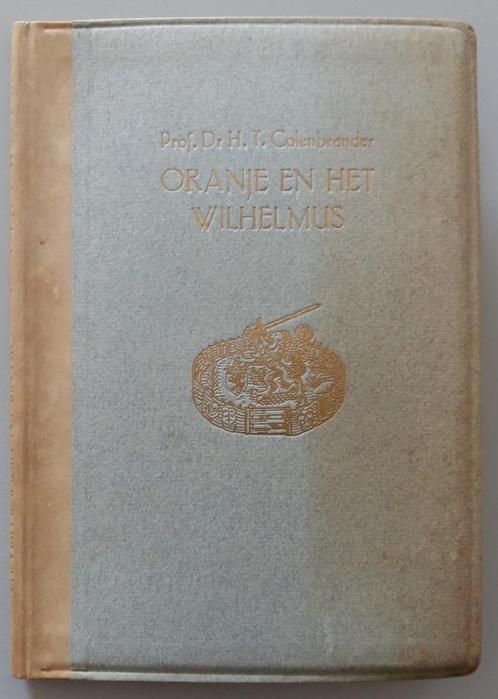 Prof. Dr H. T. Colenbrander
ORANJE EN HET
WILHELMUS